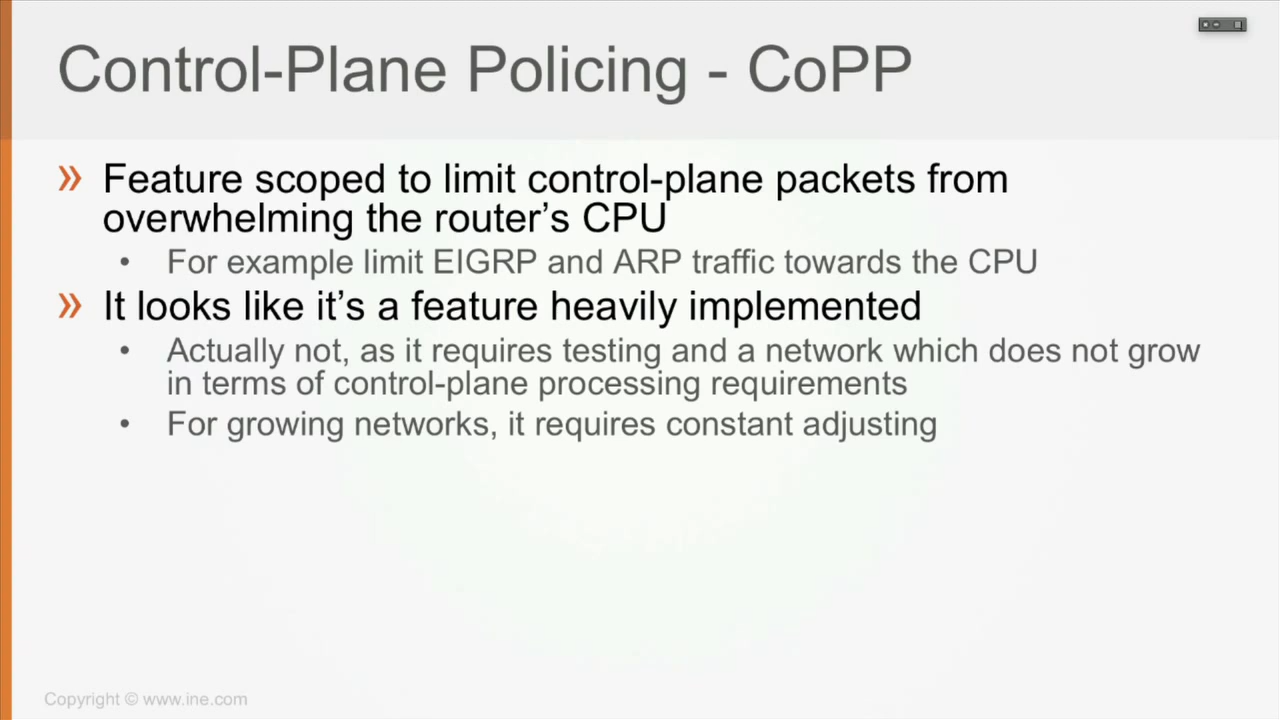 Control-Plane Policing - CoPP
» Feature scoped to limit control-plane packets from
overwhelming the router’s CPU
• For example limit EIGRP and ARP traffic towards the CPU
» It looks like it’s a feature heavily implemented
• Actually not, as it requires testing and a network which does not grow
in terms of control-plane processing requirements
• For growing networks, it requires constant adjusting
Copyright © www.ine.com